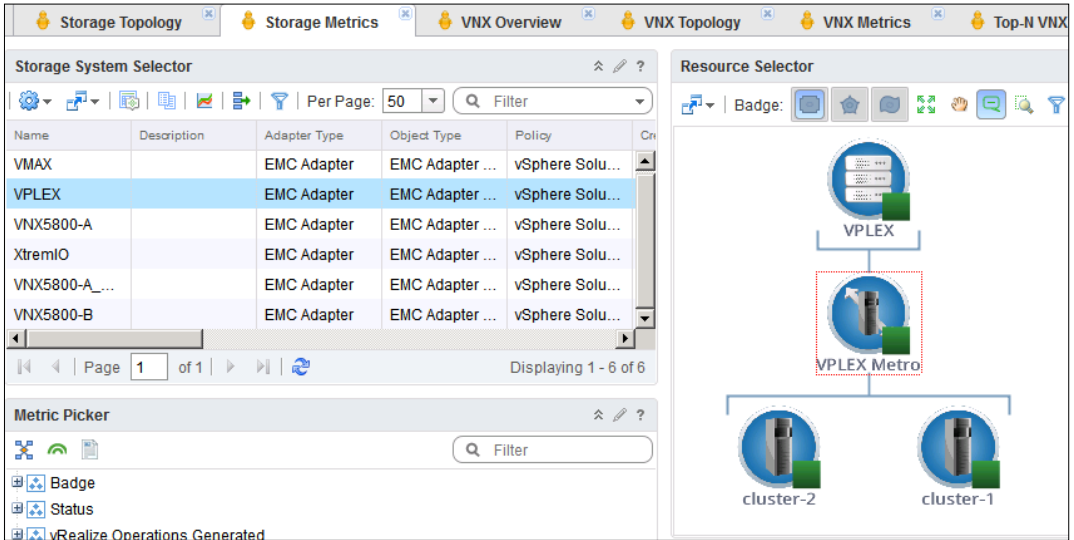 Storage Topology Storage Metrics VNX Overview VNX Topology VNX Metrics Top-N VNX
Storage System Selector
Per Page: 50 Filter
Name Description Adapter Type Object Type Policy Cre
VMAX EMC Adapter EMC Adapter ... vSphere Solu...
VPLEX EMC Adapter EMC Adapter ... vSphere Solu...
VNX5800-A EMC Adapter EMC Adapter ... vSphere Solu...
XtremIO EMC Adapter EMC Adapter ... vSphere Solu...
VNX5800-A_... EMC Adapter EMC Adapter ... vSphere Solu...
VNX5800-B EMC Adapter EMC Adapter ... vSphere Solu...
Page 1 of 1 Displaying 1 - 6 of 6
Metric Picker
Filter
Badge
Status
vRealize Operations Generated
Resource Selector
Badge:
VPLEX
VPLEX Metro
cluster-2 cluster-1